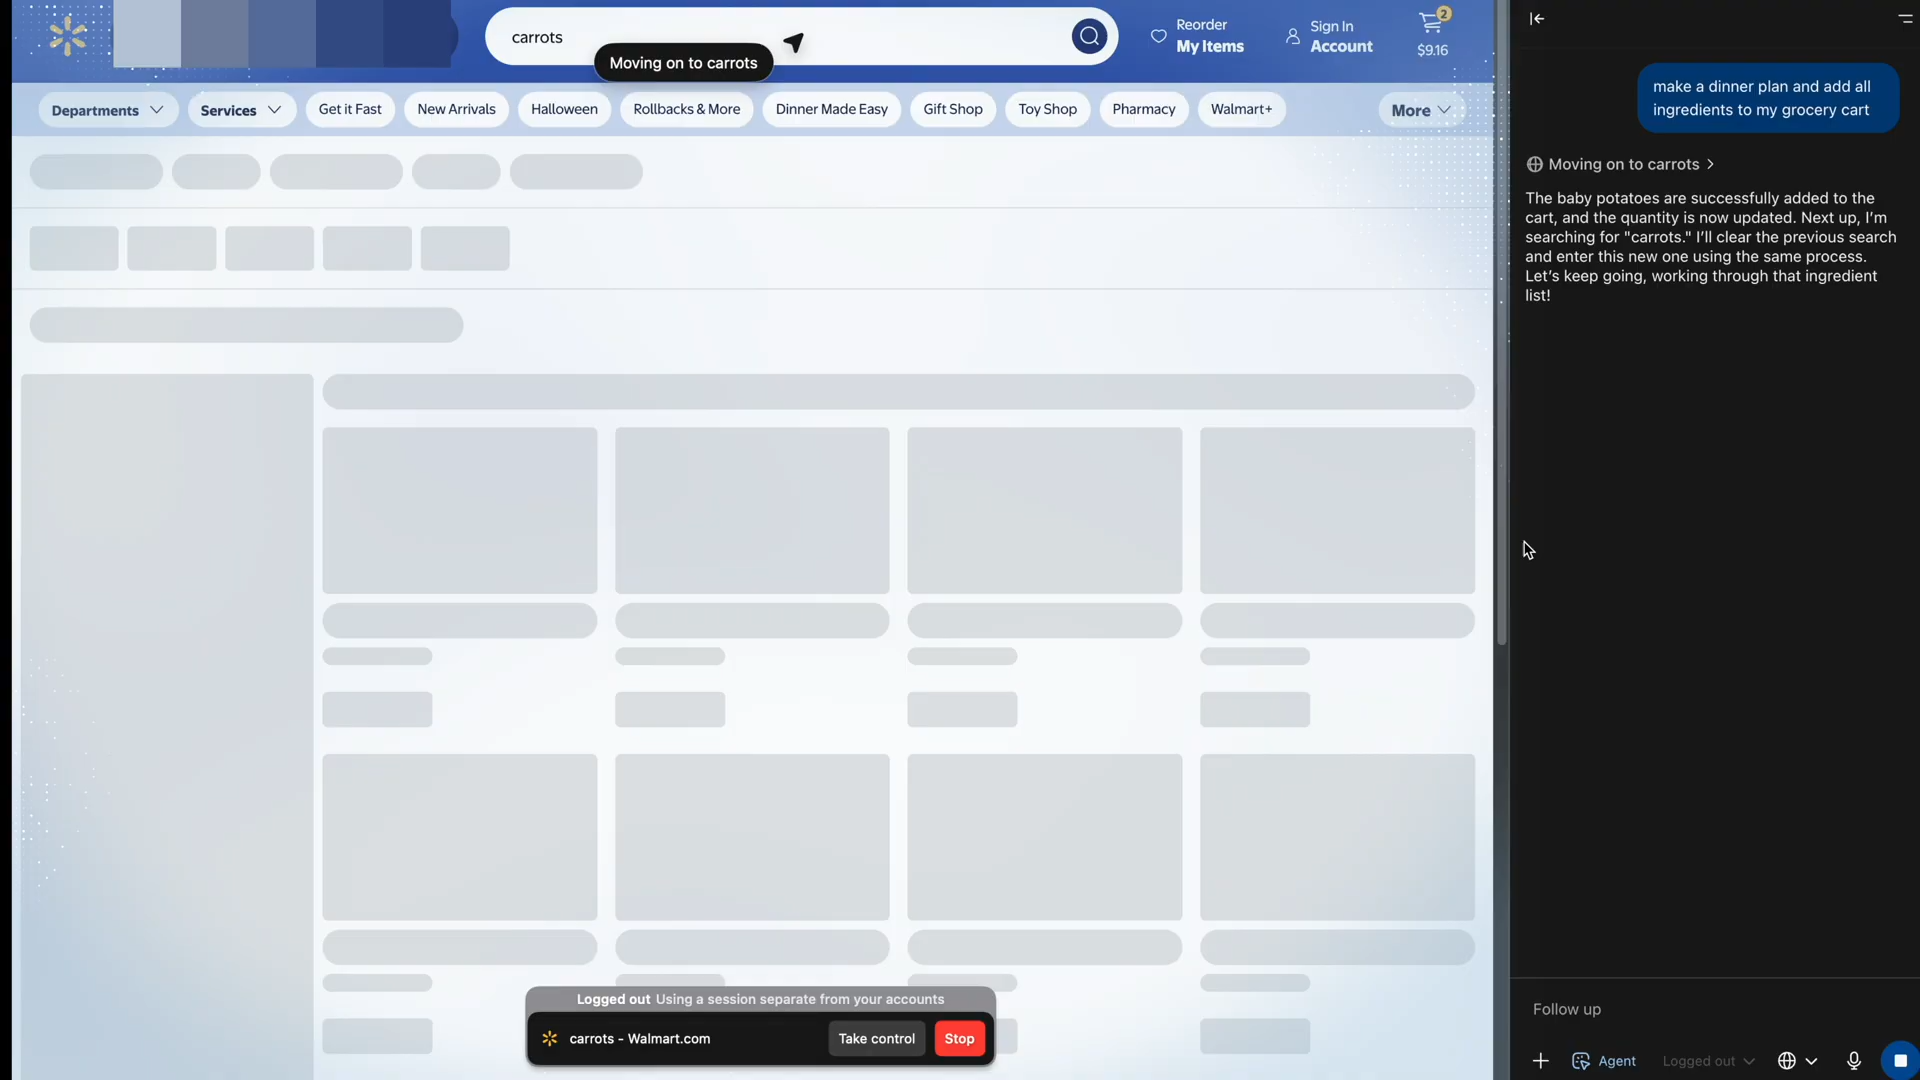 carrots
Moving on to carrots
Reorder
My Items
Sign In
Account
2
$9.16
Departments
Services
Get it Fast
New Arrivals
Halloween
Rollbacks & More
Dinner Made Easy
Gift Shop
Toy Shop
Pharmacy
Walmart+
More
Logged out Using a session separate from your accounts
carrots - Walmart.com
Take control
Stop
make a dinner plan and add all
ingredients to my grocery cart
Moving on to carrots
The baby potatoes are successfully added to the
cart, and the quantity is now updated. Next up, I'm
searching for "carrots." I'll clear the previous search
and enter this new one using the same process.
Let's keep going, working through that ingredient
list!
Follow up
Agent
Logged out